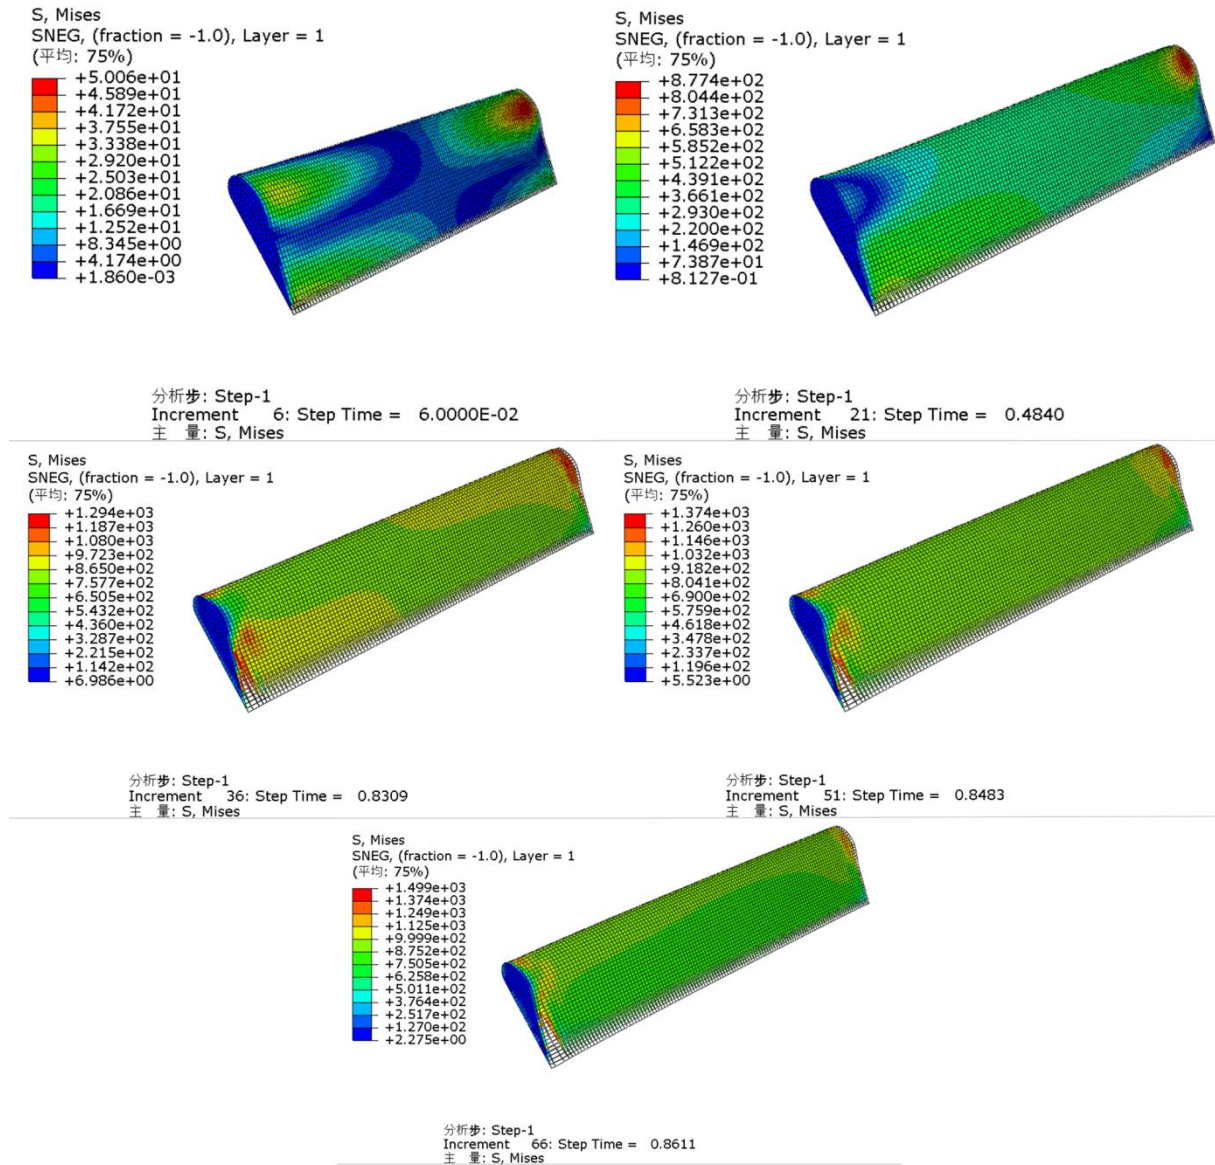 S, Mises
SNEG, (fraction = -1.0), Layer = 1
(平均: 75%)
+5.006e+01
+4.589e+01
+4.172e+01
+3.755e+01
+3.338e+01
+2.920e+01
+2.503e+01
+2.086e+01
+1.669e+01
+1.252e+01
+8.345e+00
+4.174e+00
+1.860e-03
分析步: Step-1
Increment 6: Step Time = 6.0000E-02
主 量: S, Mises
S, Mises
SNEG, (fraction = -1.0), Layer = 1
(平均: 75%)
+8.774e+02
+8.044e+02
+7.313e+02
+6.583e+02
+5.852e+02
+5.122e+02
+4.391e+02
+3.661e+02
+2.930e+02
+2.200e+02
+1.469e+02
+7.387e+01
+8.127e-01
分析步: Step-1
Increment 21: Step Time = 0.4840
主 量: S, Mises
S, Mises
SNEG, (fraction = -1.0), Layer = 1
(平均: 75%)
+1.294e+03
+1.187e+03
+1.080e+03
+9.723e+02
+8.650e+02
+7.577e+02
+6.505e+02
+5.432e+02
+4.360e+02
+3.287e+02
+2.215e+02
+1.142e+02
+6.986e+00
分析步: Step-1
Increment 36: Step Time = 0.8309
主 量: S, Mises
S, Mises
SNEG, (fraction = -1.0), Layer = 1
(平均: 75%)
+1.374e+03
+1.260e+03
+1.146e+03
+1.032e+03
+9.182e+02
+8.041e+02
+6.900e+02
+5.759e+02
+4.618e+02
+3.478e+02
+2.337e+02
+1.196e+02
+5.523e+00
分析步: Step-1
Increment 51: Step Time = 0.8483
主 量: S, Mises
S, Mises
SNEG, (fraction = -1.0), Layer = 1
(平均: 75%)
+1.499e+03
+1.374e+03
+1.249e+03
+1.125e+03
+9.999e+02
+8.752e+02
+7.505e+02
+6.258e+02
+5.011e+02
+3.764e+02
+2.517e+02
+1.270e+02
+2.275e+00
分析步: Step-1
Increment 66: Step Time = 0.8611
主 量: S, Mises